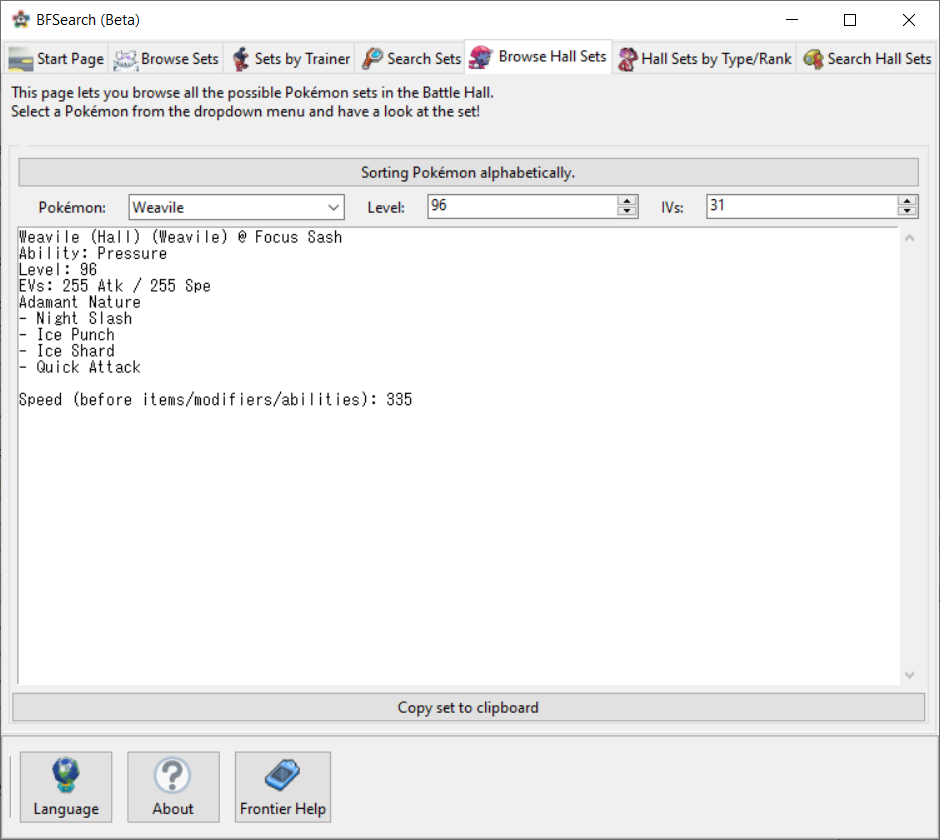 BFSearch (Beta)
Start Page Browse Sets Sets by Trainer Search Sets Browse Hall Sets Hall Sets by Type/Rank Search Hall Sets
This page lets you browse all the possible Pokémon sets in the Battle Hall.
Select a Pokémon from the dropdown menu and have a look at the set!
Sorting Pokémon alphabetically.
Pokémon: Weavile Level: 96 IVs: 31
Weavile (Hall) (Weavile) @ Focus Sash
Ability: Pressure
Level: 96
EVs: 255 Atk / 255 Spe
Adamant Nature
- Night Slash
- Ice Punch
- Ice Shard
- Quick Attack
Speed (before items/modifiers/abilities): 335
Copy set to clipboard
Language About Frontier Help